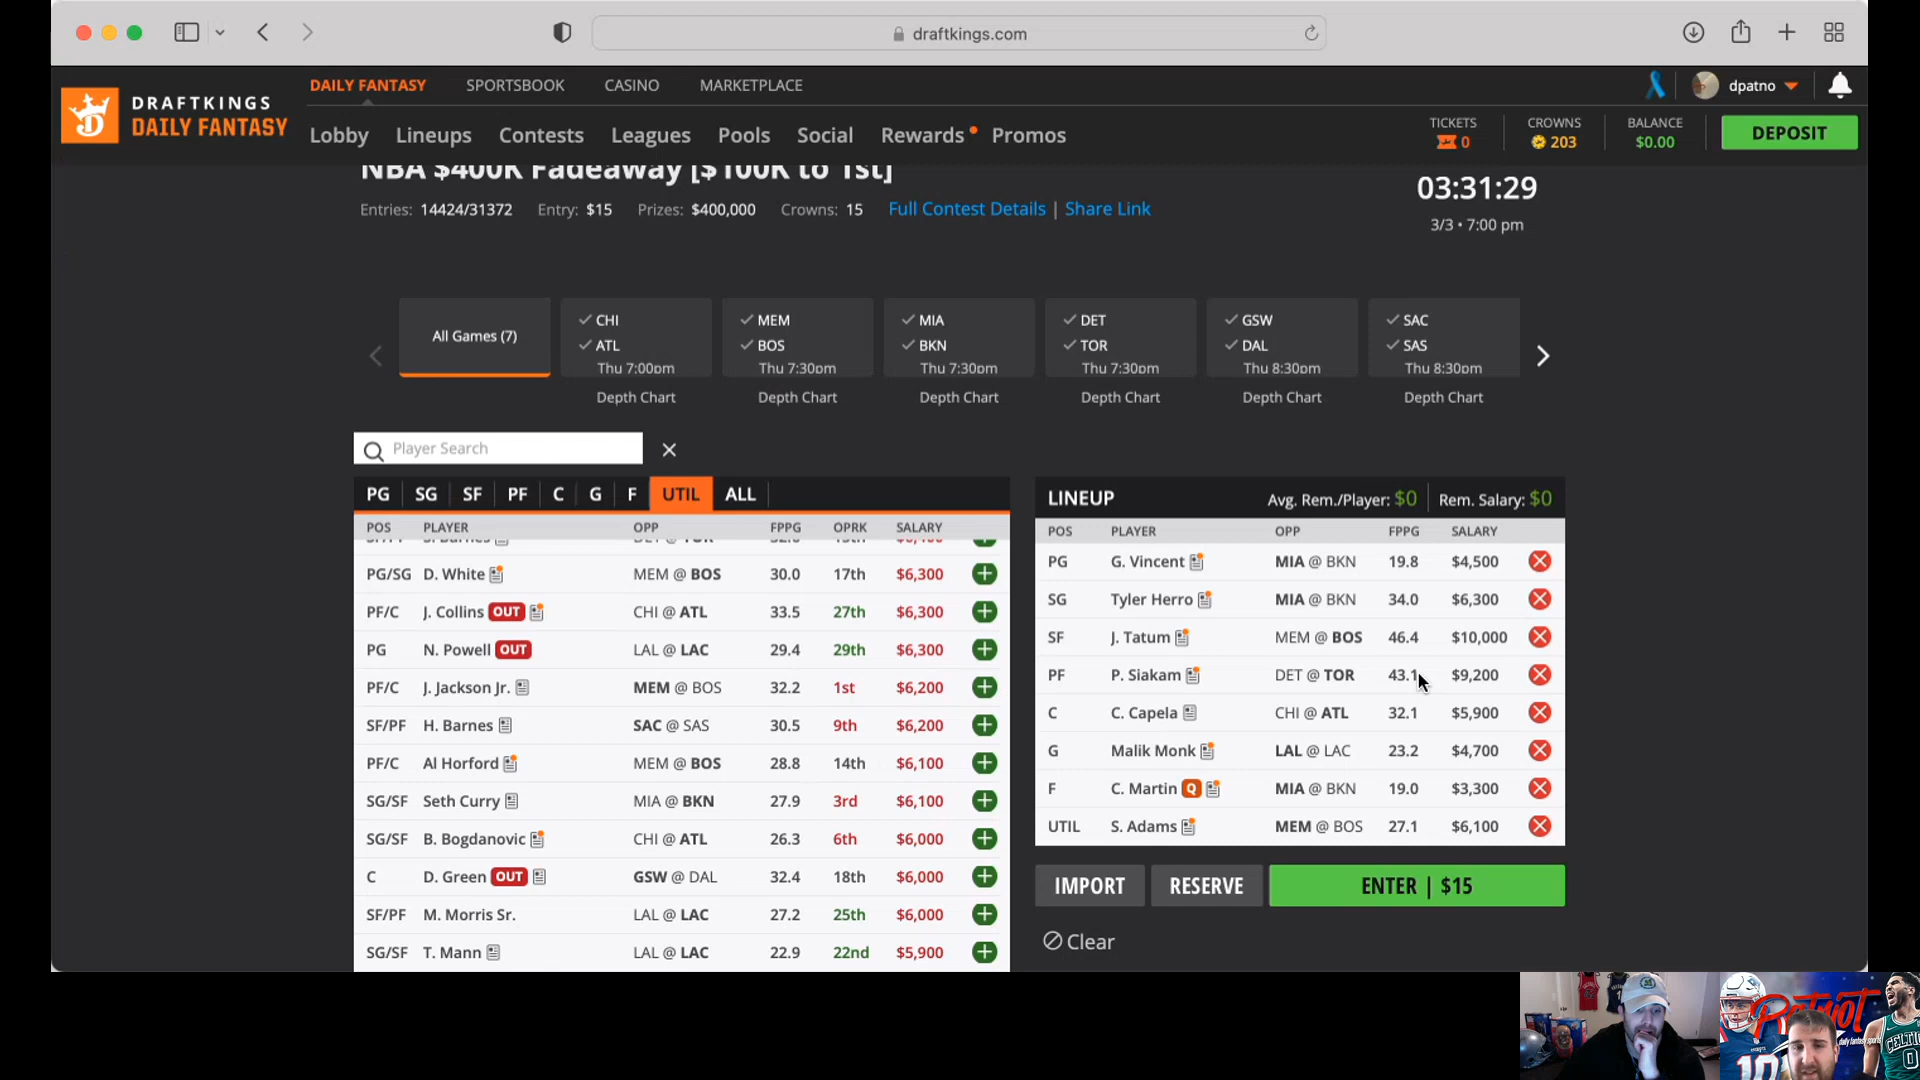 draftkings.com
DRAFTKINGS
DAILY FANTASY
DAILY FANTASY SPORTSBOOK CASINO MARKETPLACE
dpatno
Lobby Lineups Contests Leagues Pools Social Rewards Promos
TICKETS 0
CROWNS 203
BALANCE $0.00
DEPOSIT
NBA $400K Fadeaway [$100K to 1st]
Entries: 14424/31372 Entry: $15 Prizes: $400,000 Crowns: 15 Full Contest Details | Share Link
03:31:29
3/3 • 7:00 pm
All Games (7)
CHI
ATL
Thu 7:00pm
Depth Chart
MEM
BOS
Thu 7:30pm
Depth Chart
MIA
BKN
Thu 7:30pm
Depth Chart
DET
TOR
Thu 7:30pm
Depth Chart
GSW
DAL
Thu 8:30pm
Depth Chart
SAC
SAS
Thu 8:30pm
Depth Chart
Player Search
PG SG SF PF C G F UTIL ALL
POS PLAYER OPP FPPG OPRK SALARY
PG/SG D. White MEM @ BOS 30.0 17th $6,300
PF/C J. Collins OUT CHI @ ATL 33.5 27th $6,300
PG N. Powell OUT LAL @ LAC 29.4 29th $6,300
PF/C J. Jackson Jr. MEM @ BOS 32.2 1st $6,200
SF/PF H. Barnes SAC @ SAS 30.5 9th $6,200
PF/C Al Horford MEM @ BOS 28.8 14th $6,100
SG/SF Seth Curry MIA @ BKN 27.9 3rd $6,100
SG/SF B. Bogdanovic CHI @ ATL 26.3 6th $6,000
C D. Green OUT GSW @ DAL 32.4 18th $6,000
SF/PF M. Morris Sr. LAL @ LAC 27.2 25th $6,000
SG/SF T. Mann LAL @ LAC 22.9 22nd $5,900
LINEUP Avg. Rem./Player: $0 Rem. Salary: $0
POS PLAYER OPP FPPG SALARY
PG G. Vincent MIA @ BKN 19.8 $4,500
SG Tyler Herro MIA @ BKN 34.0 $6,300
SF J. Tatum MEM @ BOS 46.4 $10,000
PF P. Siakam DET @ TOR 43.1 $9,200
C C. Capela CHI @ ATL 32.1 $5,900
G Malik Monk LAL @ LAC 23.2 $4,700
F C. Martin Q MIA @ BKN 19.0 $3,300
UTIL S. Adams MEM @ BOS 27.1 $6,100
IMPORT RESERVE ENTER | $15
Clear
Patriot
daily fantasy sports
CELTIC
0
10